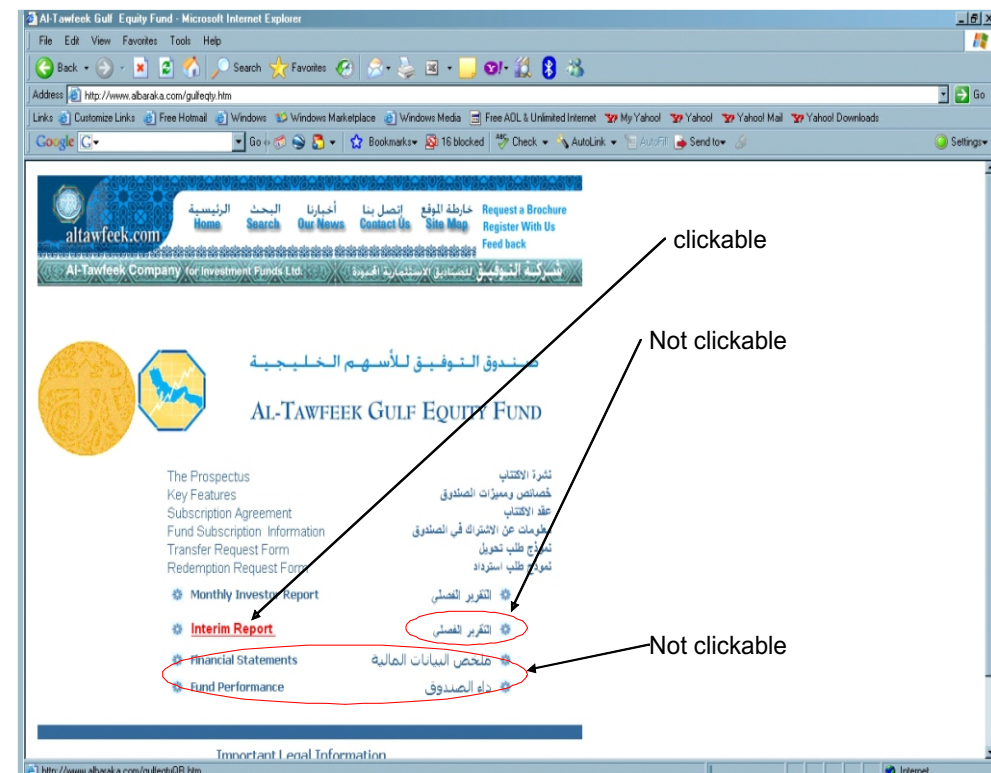 Al-Tawfeek Gulf Equity Fund - Microsoft Internet Explorer
File Edit View Favorites Tools Help
Back Search Favorites
Address http://www.albaraka.com/gulfeqty.htm Go
Links Customize Links Free Hotmail Windows Windows Marketplace Windows Media Free AOL & Unlimited Internet My Yahoo! Yahoo! Yahoo! Mail Yahoo! Downloads
Google G Go Bookmarks 16 blocked Check AutoLink AutoFill Send to Settings
الرئيسية البحث أخبارنا اتصل بنا خارطة الموقع
Home Search Our News Contact Us Site Map
Request a Brochure
Register With Us
Feed back
altawfeek.com
Al-Tawfeek Company (for Investment Funds Ltd.
شركة التوفيق للصناديق الاستثمارية المحدودة
clickable
Not clickable
صندوق التوفيق للأسهم الخليجية
AL-TAWFEEK GULF EQUITY FUND
The Prospectus نشرة الاكتتاب
Key Features خصائص ومميزات الصندوق
Subscription Agreement عقد الاكتتاب
Fund Subscription Information معلومات عن الاشتراك في الصندوق
Transfer Request Form نموذج طلب تحويل
Redemption Request Form نموذج طلب استرداد
Monthly Investor Report التقرير الفصلي
Interim Report التقرير الفصلي
Not clickable
Financial Statements ملخص البيانات المالية
Fund Performance داء الصندوق
Important Legal Information
http://www.albaraka.com/gulfeqtyQR.htm Internet